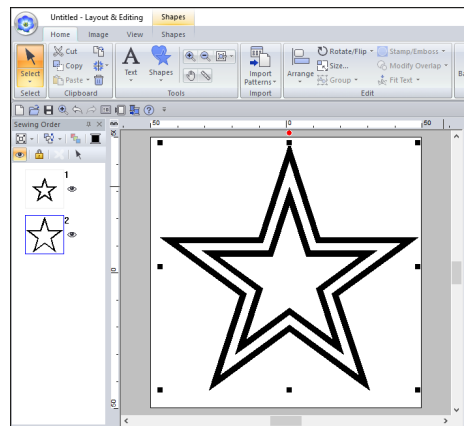 Untitled - Layout & Editing
Shapes
Home Image View Shapes
Select
Cut
Copy
Paste
Text
Shapes
Import
Patterns
Arrange
Rotate/Flip
Size...
Group
Stamp/Emboss
Modify Overlap
Fit Text
Select Clipboard Tools Import Edit
Sewing Order
50 0 50
1
2
0
50